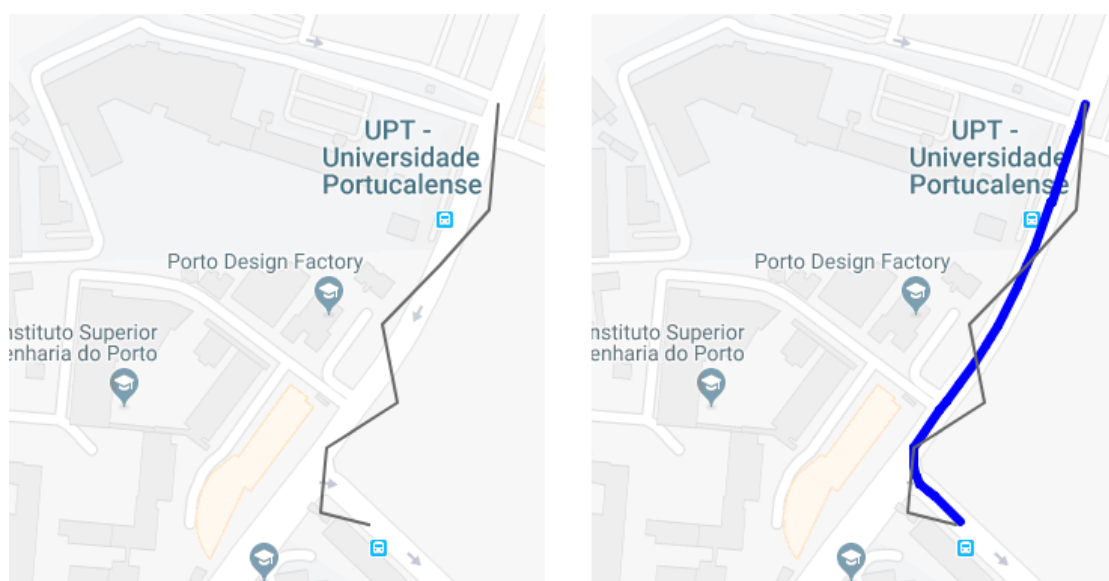 UPT -
Universidade
Portucalense
Porto Design Factory
nstituto Superior
enharia do Porto
UPT -
Universidade
Portucalense
Porto Design Factory
nstituto Superior
enharia do Porto